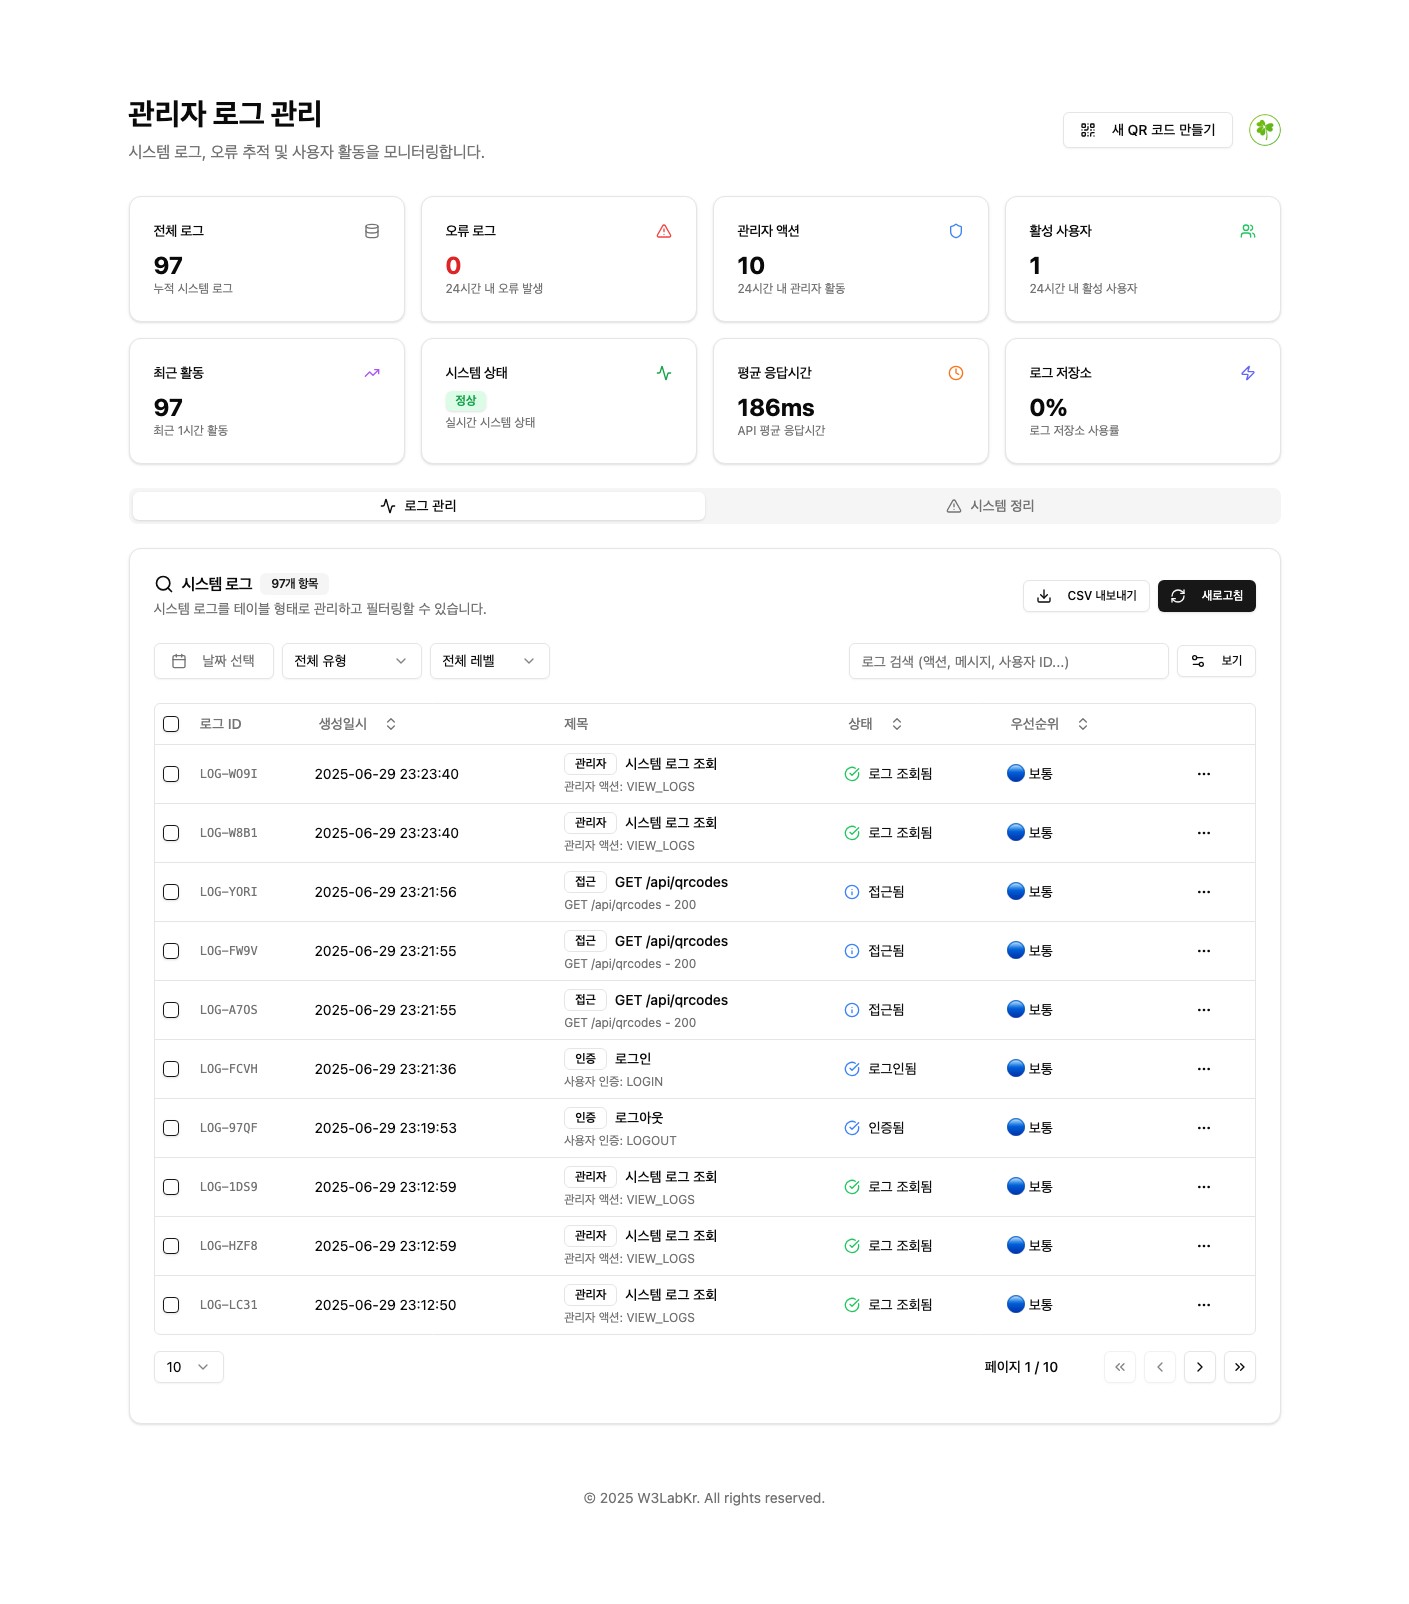 관리자 로그 관리
시스템 로그, 오류 추적 및 사용자 활동을 모니터링합니다.
새 QR 코드 만들기
전체 로그
97
누적 시스템 로그
오류 로그
0
24시간 내 오류 발생
관리자 액션
10
24시간 내 관리자 활동
활성 사용자
1
24시간 내 활성 사용자
최근 활동
97
최근 1시간 활동
시스템 상태
정상
실시간 시스템 상태
평균 응답시간
186ms
API 평균 응답시간
로그 저장소
0%
로그 저장소 사용률
로그 관리
시스템 정리
시스템 로그 97개 항목
시스템 로그를 테이블 형태로 관리하고 필터링할 수 있습니다.
CSV 내보내기
새로고침
날짜 선택
전체 유형
전체 레벨
로그 검색 (액션, 메시지, 사용자 ID...)
보기
로그 ID 생성일시 제목 상태 우선순위
LOG-WO9I 2025-06-29 23:23:40 관리자 시스템 로그 조회 로그 조회됨 보통
관리자 액션: VIEW_LOGS
LOG-W8B1 2025-06-29 23:23:40 관리자 시스템 로그 조회 로그 조회됨 보통
관리자 액션: VIEW_LOGS
LOG-YORI 2025-06-29 23:21:56 접근 GET /api/qrcodes 접근됨 보통
GET /api/qrcodes - 200
LOG-FW9V 2025-06-29 23:21:55 접근 GET /api/qrcodes 접근됨 보통
GET /api/qrcodes - 200
LOG-A7OS 2025-06-29 23:21:55 접근 GET /api/qrcodes 접근됨 보통
GET /api/qrcodes - 200
LOG-FCVH 2025-06-29 23:21:36 인증 로그인 로그인됨 보통
사용자 인증: LOGIN
LOG-97QF 2025-06-29 23:19:53 인증 로그아웃 인증됨 보통
사용자 인증: LOGOUT
LOG-1DS9 2025-06-29 23:12:59 관리자 시스템 로그 조회 로그 조회됨 보통
관리자 액션: VIEW_LOGS
LOG-HZF8 2025-06-29 23:12:59 관리자 시스템 로그 조회 로그 조회됨 보통
관리자 액션: VIEW_LOGS
LOG-LC31 2025-06-29 23:12:50 관리자 시스템 로그 조회 로그 조회됨 보통
관리자 액션: VIEW_LOGS
10
페이지 1 / 10
© 2025 W3LabKr. All rights reserved.